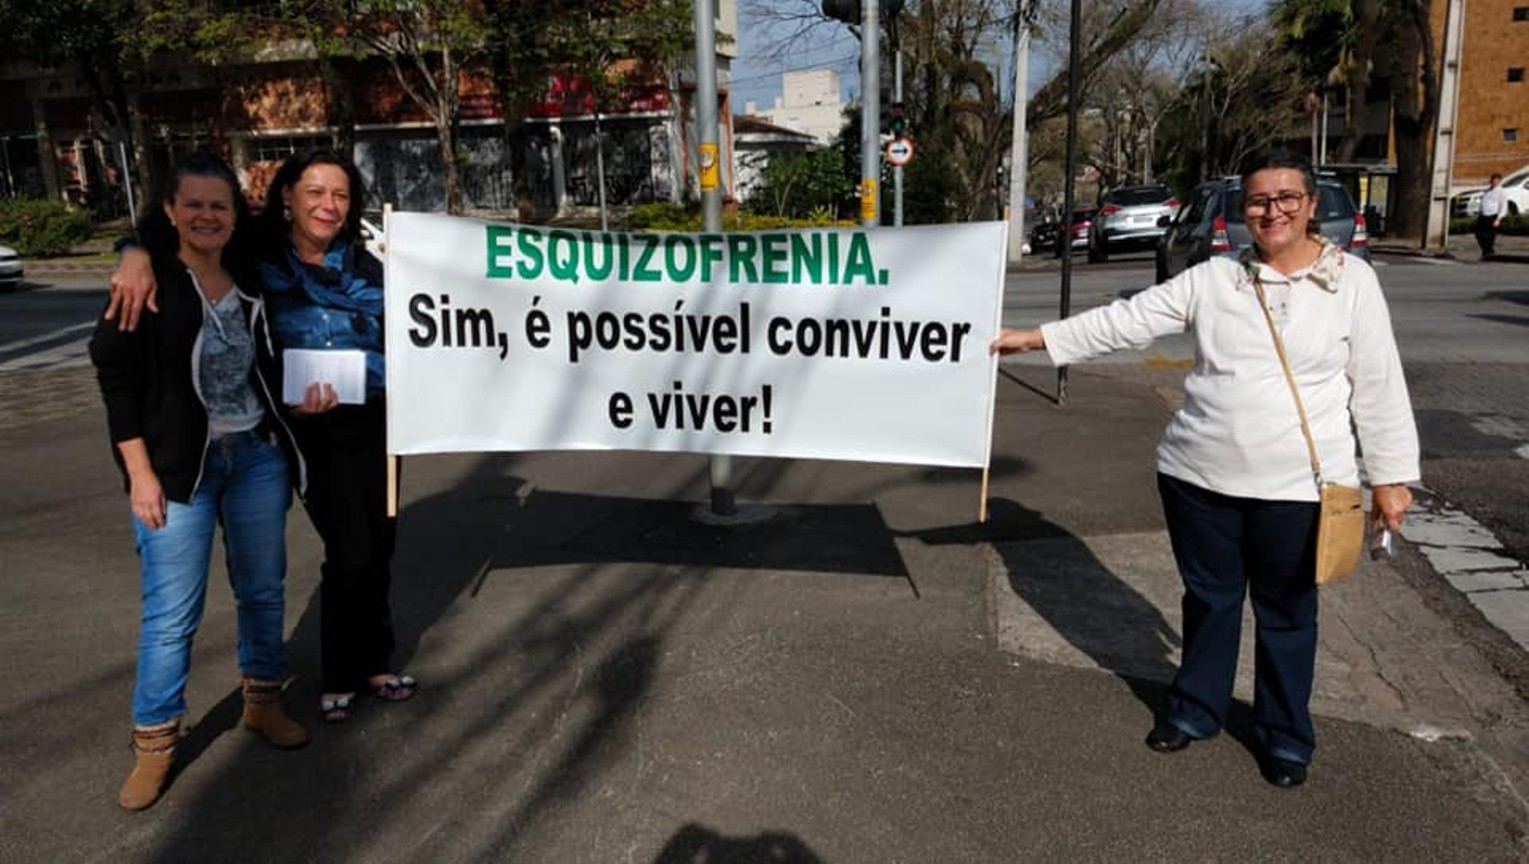 ESQUIZOFRENIA.
Sim, é possível conviver
e viver!